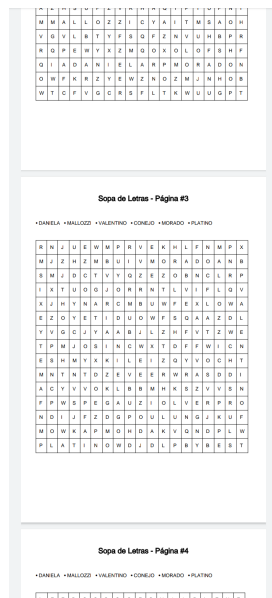 M M A L L O Z Z I C Y A I T M S A O H
V G V L B T Y F S Q F Z N V U H B P R
R Q P E W Y X Z M Q O X O L O F S H F
Q I A D A N I E L A R P M O R A D O N
O W F K R Z Y E W Z N O Z M J N H O B
W T C F V G C R S F L T K W J U G P T
Sopa de Letras - Página #3
• DANIELA • MALLOZZI • VALENTINO • CONEJO • MORADO • PLATINO
R N J U E W M P R V E K H L F N M P X
M J Z H Z M B U I V M O R A D O A N B
S M J D C T V Y Q Z E Z O B N C L R P
I X T U O G J O R R N T L V I F L Q V
X J H Y N A R C M B U W F E X L O W A
E Z O Y E T I D U O W F S Q A A Z D L
Y V G C J Y A A B J L Z H F V T Z W E
T P M J O S I N C W X T D F F W I C N
E S H M Y X K I L E I Z Q Y V O C H T
M N T N T D Z E V E E R W R A S D D I
A C Y V V O K L B B M H K S Z V V S N
F P W S P E G A U Z I O L V E R P R O
N D I J F Z D G P O U L U N G J K U F
M O W K A P M O H D A K V Q N D P L W
P L A T I N O W D J D L P B Y B E S T
Sopa de Letras - Página #4
• DANIELA • MALLOZZI • VALENTINO • CONEJO • MORADO • PLATINO